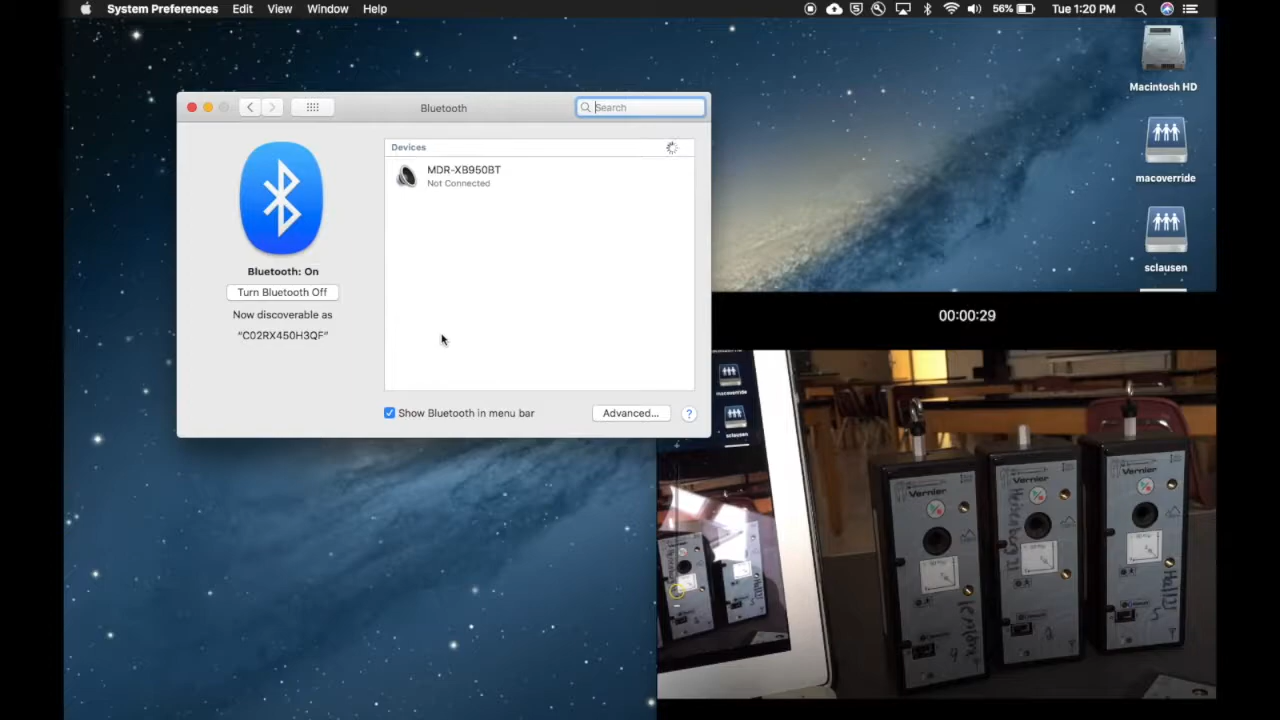 System Preferences Edit View Window Help 56% Tue 1:20 PM
Bluetooth
Search
Macintosh HD
macoverride
sclausen
Devices
MDR-XB950BT
Not Connected
Bluetooth: On
Turn Bluetooth Off
Now discoverable as
"C02RX450H3QF"
Show Bluetooth in menu bar
Advanced...
?
00:00:29
macoverride
sclausen
Vernier
Vernier
Vernier